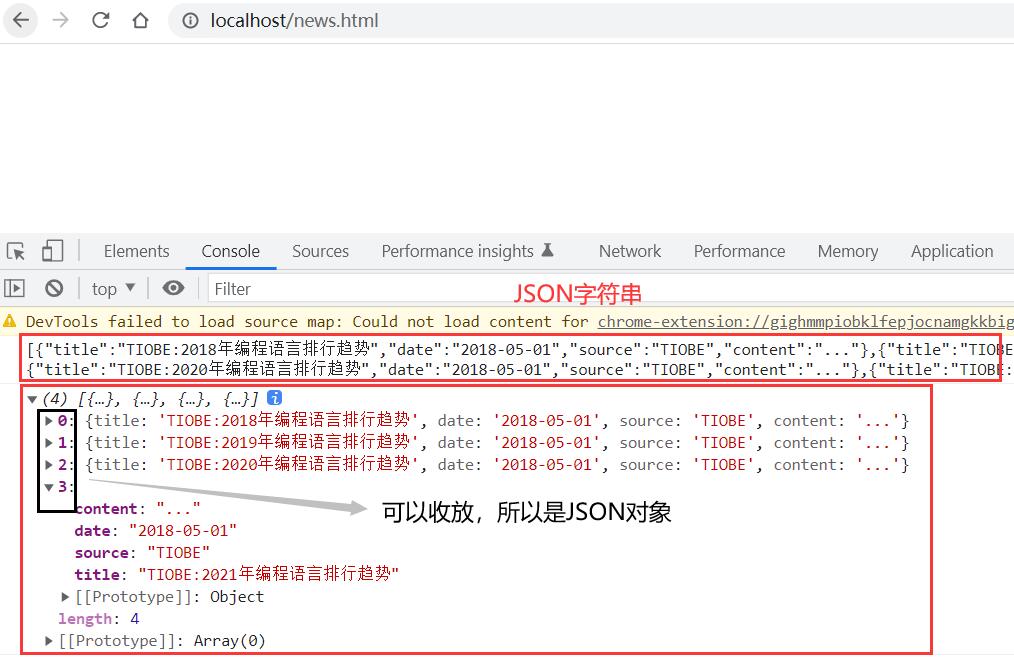 localhost/news.html
Elements Console Sources Performance insights Network Performance Memory Application
top Filter
JSON字符串
DevTools failed to load source map: Could not load content for chrome-extension://gighmmpiobklfepjocnamgkkbig
[{"title":"TIOBE:2018年编程语言排行趋势","date":"2018-05-01","source":"TIOBE","content":"..."},{"title":"TIOBE
{"title":"TIOBE:2020年编程语言排行趋势","date":"2018-05-01","source":"TIOBE","content":"..."},{"title":"TIOBE:
(4) [{…}, {…}, {…}, {…}]
0: {title: 'TIOBE:2018年编程语言排行趋势', date: '2018-05-01', source: 'TIOBE', content: '...'}
1: {title: 'TIOBE:2019年编程语言排行趋势', date: '2018-05-01', source: 'TIOBE', content: '...'}
2: {title: 'TIOBE:2020年编程语言排行趋势', date: '2018-05-01', source: 'TIOBE', content: '...'}
3:
可以收放，所以是JSON对象
content: "..."
date: "2018-05-01"
source: "TIOBE"
title: "TIOBE:2021年编程语言排行趋势"
[[Prototype]]: Object
length: 4
[[Prototype]]: Array(0)